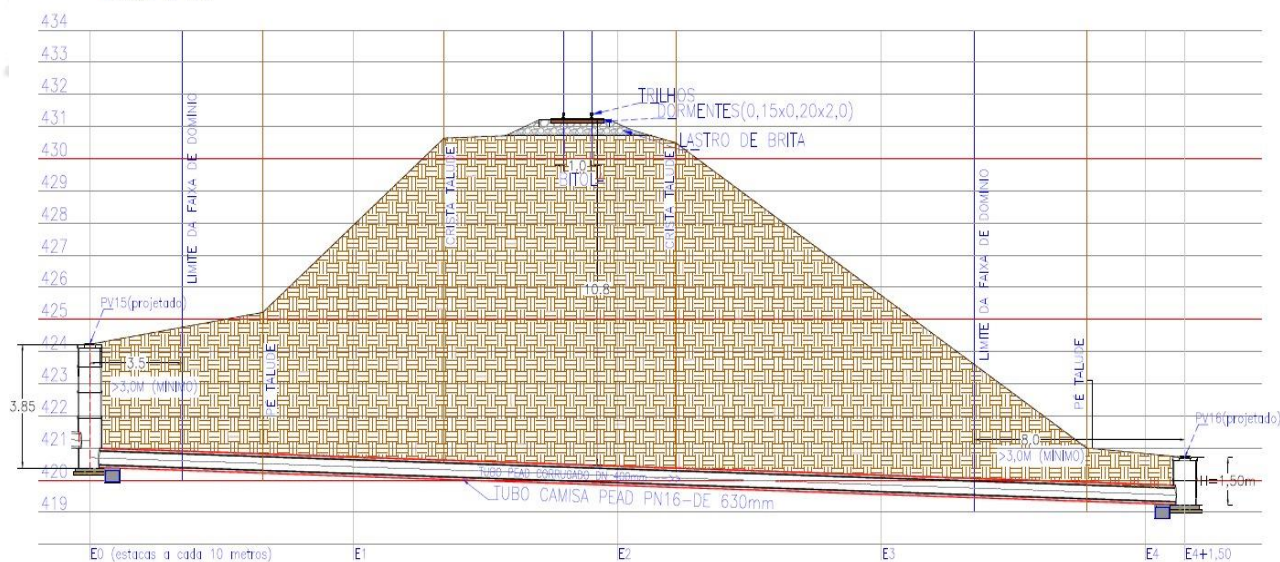 434
433
432
431
430
429
428
427
426
425
424
423
422
421
420
419
TRILHOS
DORMENTES(0,15x0,20x2,0)
LASTRO DE BRITA
1,0
BITOLA
10.8
LIMITE DA FAIXA DE DOMÍNIO
PÉ TALUDE
CRISTA TALUDE
CRISTA TALUDE
LIMITE DA FAIXA DE DOMÍNIO
PÉ TALUDE
PV15(projetado)
3.5
>3,0M (MINIMO)
3.85
PV16(projetado)
8,0
>3,0M (MINIMO)
H=1,50m
TUBO PEAD CORRUGADO DN 400mm -->>
TUBO CAMISA PEAD PN16-DE 630mm
E0 (estacas a cada 10 metros)
E1
E2
E3
E4
E4+1,50